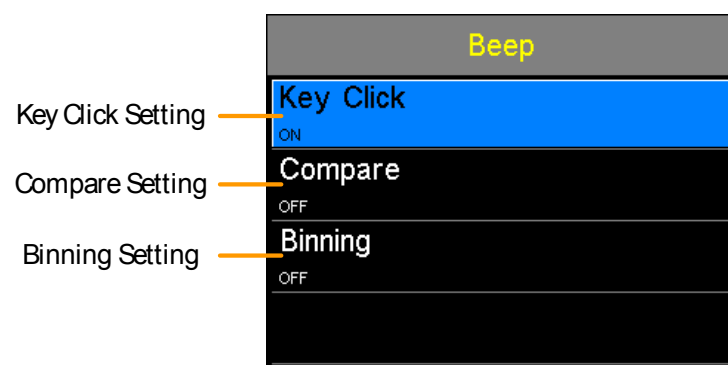 Beep
Key Click Setting
Key Click
ON
Compare Setting
Compare
OFF
Binning Setting
Binning
OFF